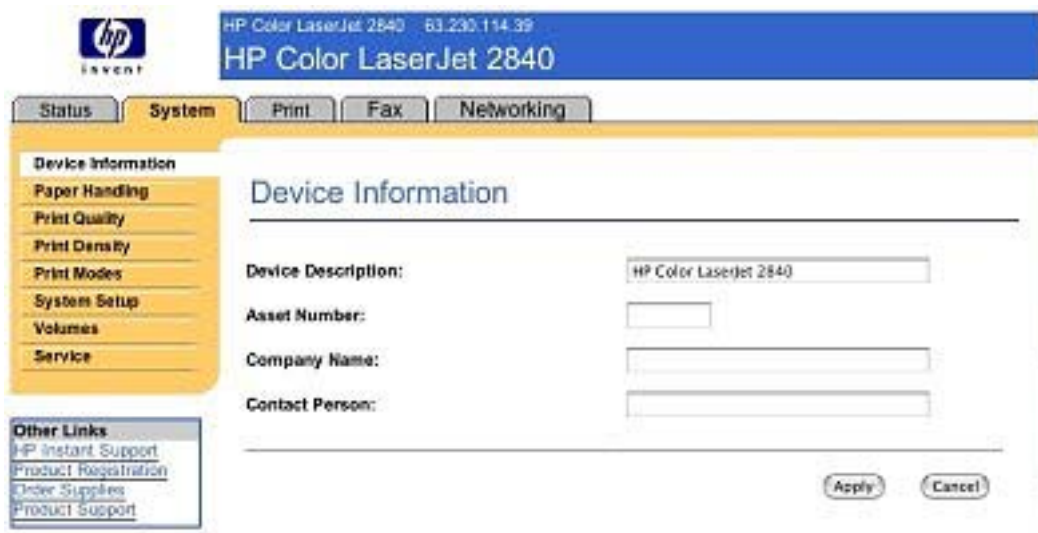 hp
invent
HP Color LaserJet 2840 63.230.114.39
HP Color LaserJet 2840
Status System Print Fax Networking
Device Information
Paper Handling
Print Quality
Print Density
Print Modes
System Setup
Volumes
Service
Other Links
HP Instant Support
Product Registration
Order Supplies
Product Support
Device Information
Device Description: HP Color LaserJet 2840
Asset Number:
Company Name:
Contact Person:
Apply Cancel